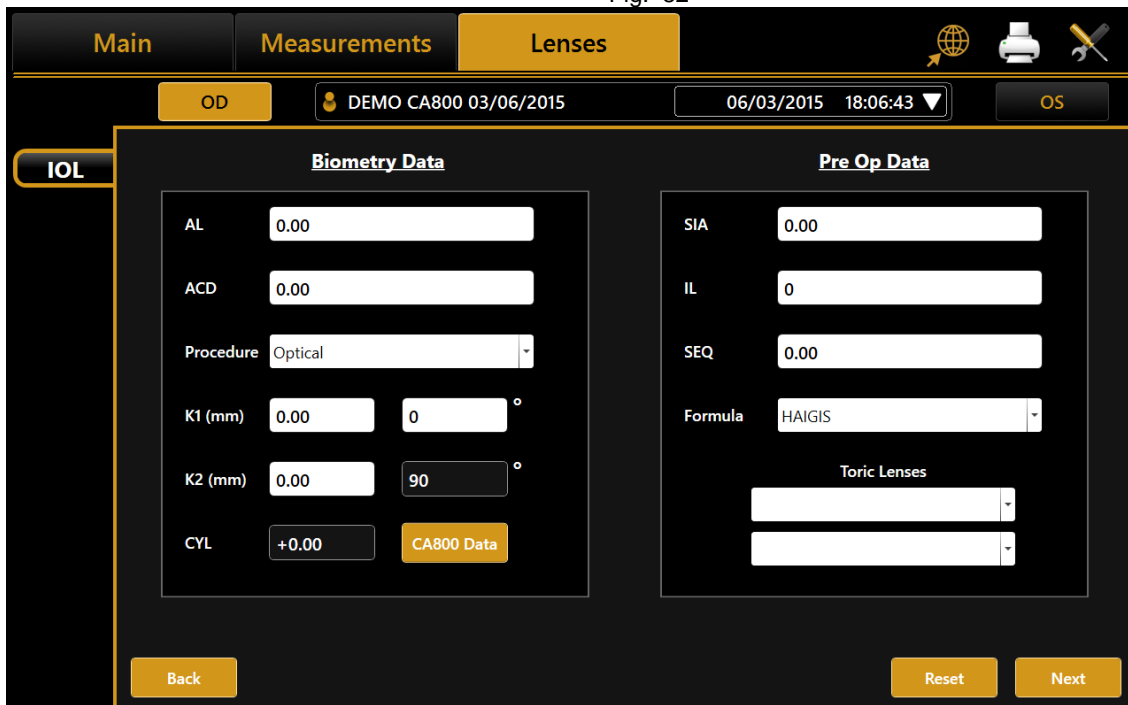 Main Measurements Lenses
OD DEMO CA800 03/06/2015 06/03/2015 18:06:43 OS
IOL
Biometry Data Pre Op Data
AL 0.00 SIA 0.00
ACD 0.00 IL 0
Procedure Optical SEQ 0.00
K1 (mm) 0.00 0 ° Formula HAIGIS
K2 (mm) 0.00 90 ° Toric Lenses
CYL +0.00 CA800 Data
Back Reset Next